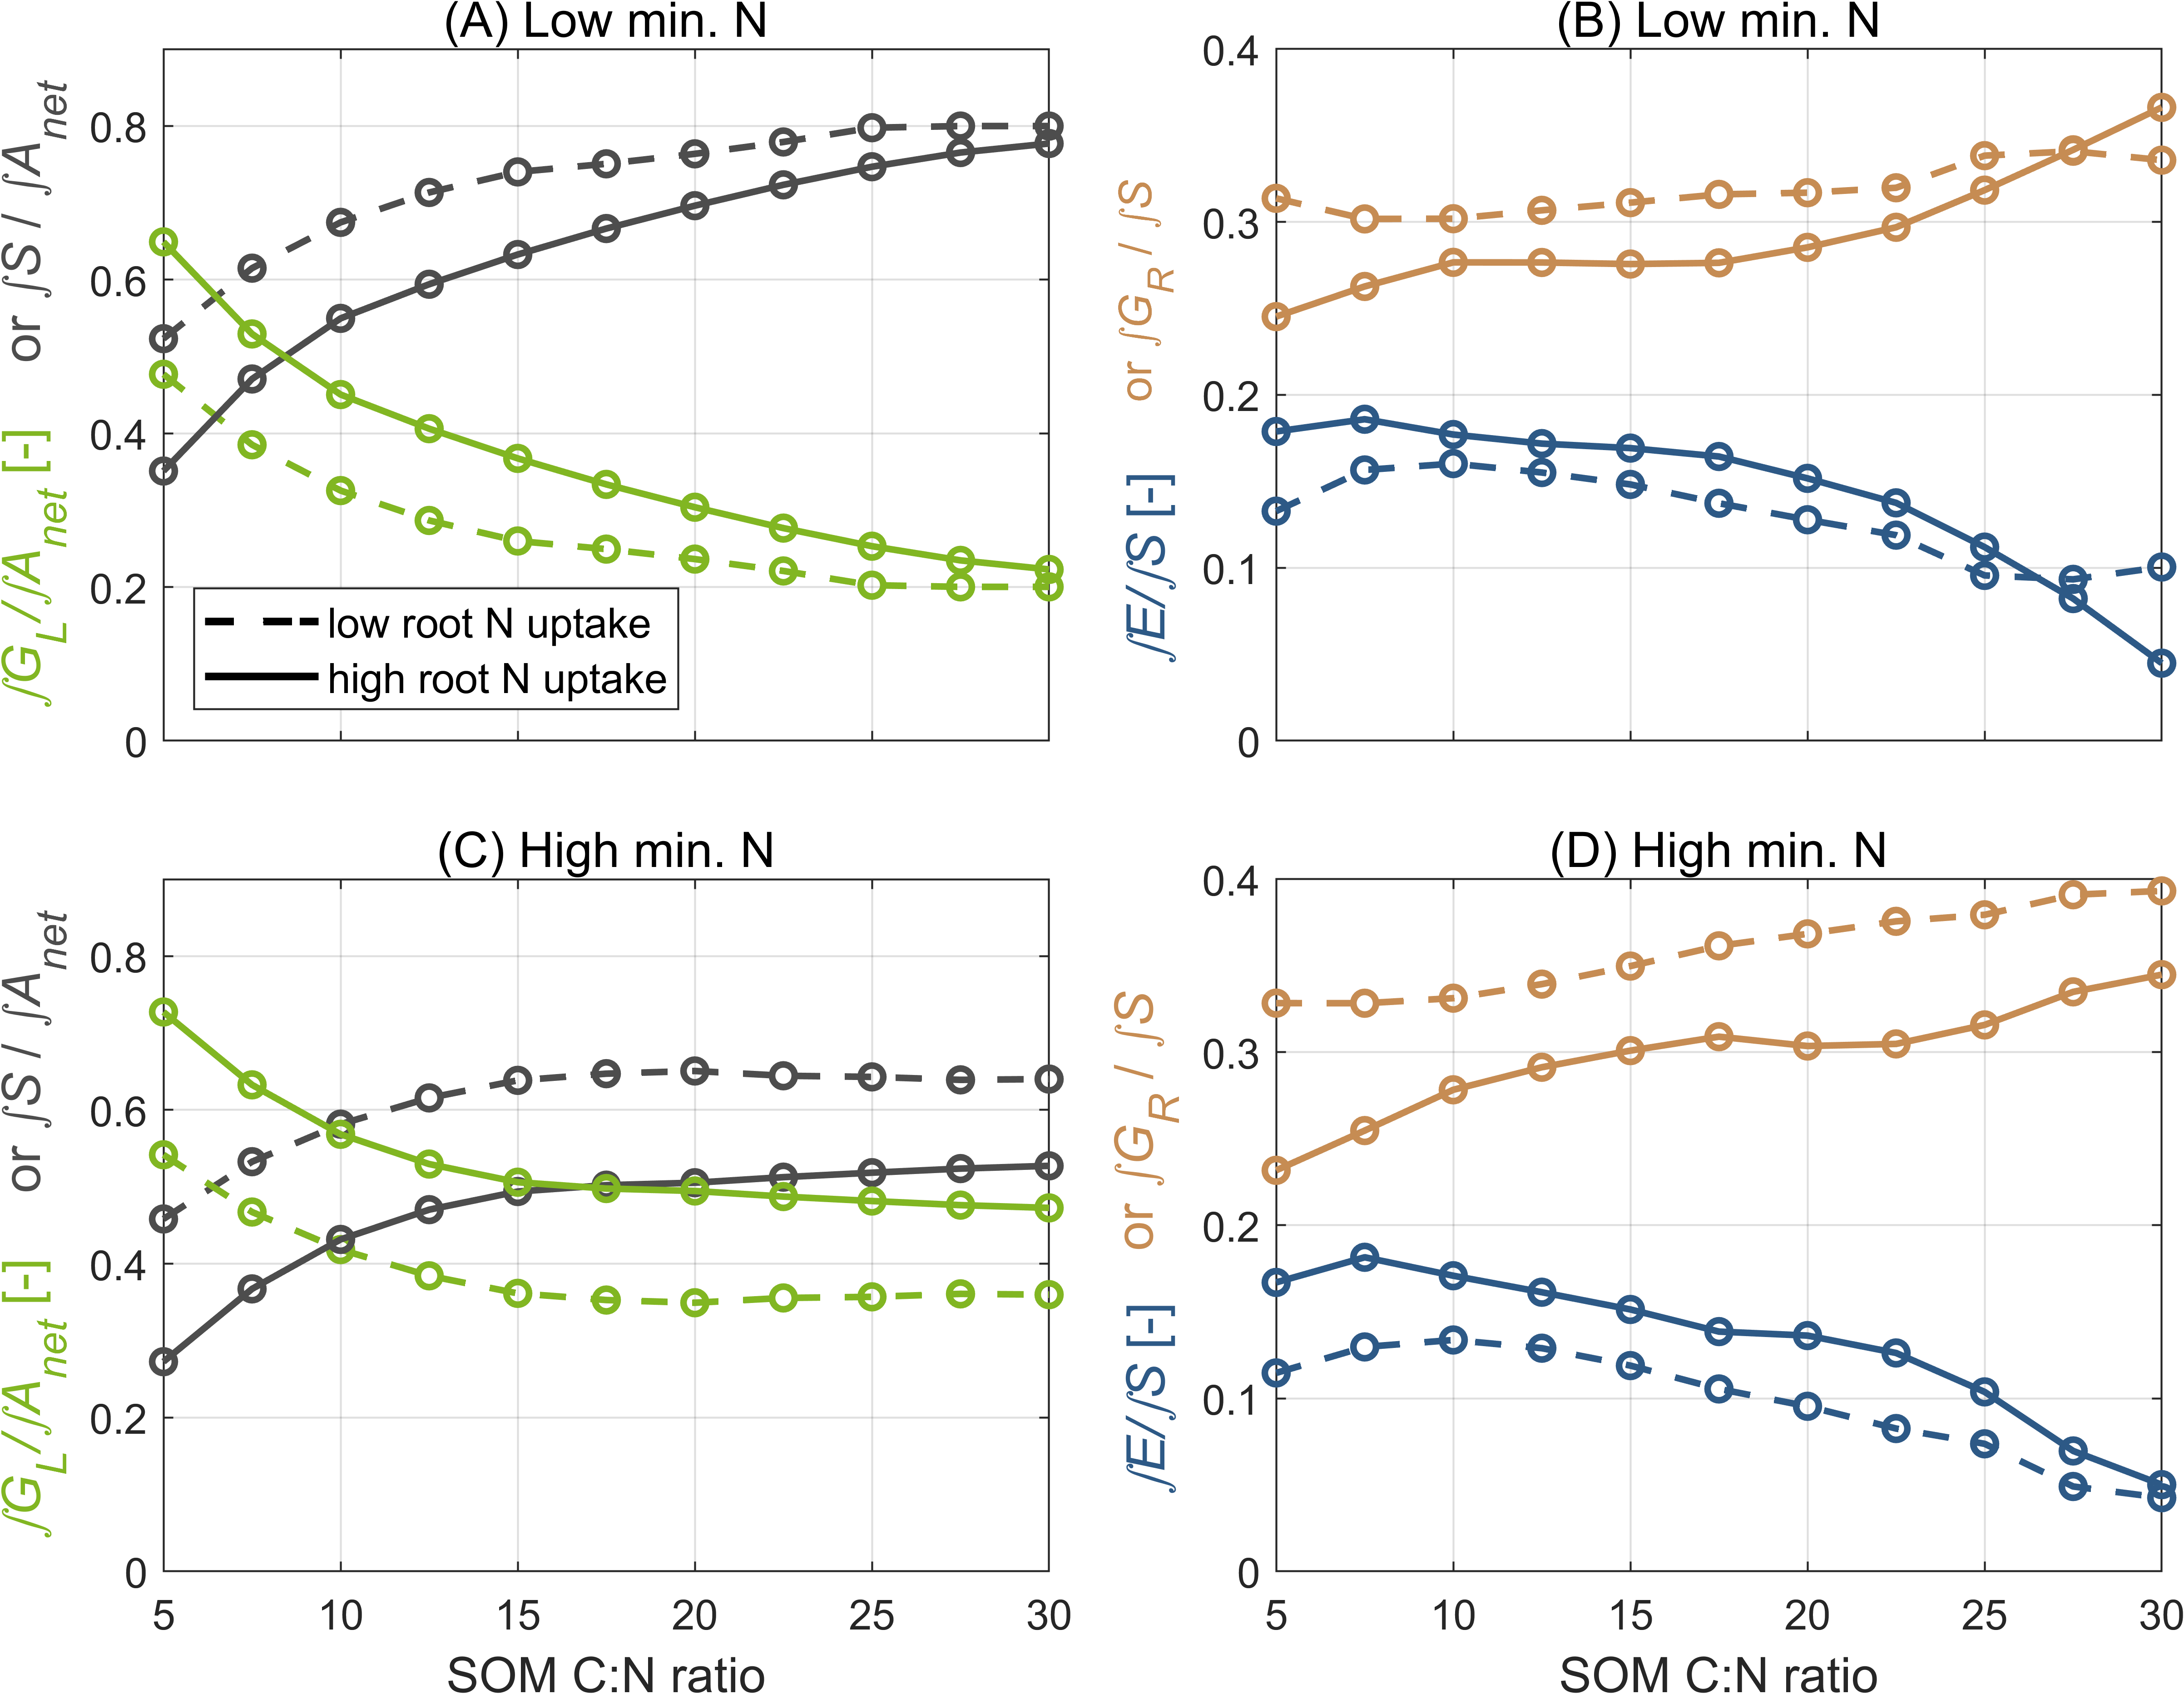 (A) Low min. N
∫G_L/∫A_net [-] or ∫S / ∫A_net
0.8
0.6
0.4
0.2
0
low root N uptake
high root N uptake
(B) Low min. N
∫E/∫S [-] or ∫G_R / ∫S
0.4
0.3
0.2
0.1
0
(C) High min. N
∫G_L/∫A_net [-] or ∫S / ∫A_net
0.8
0.6
0.4
0.2
0
5 10 15 20 25 30
SOM C:N ratio
(D) High min. N
∫E/∫S [-] or ∫G_R / ∫S
0.4
0.3
0.2
0.1
0
5 10 15 20 25 30
SOM C:N ratio